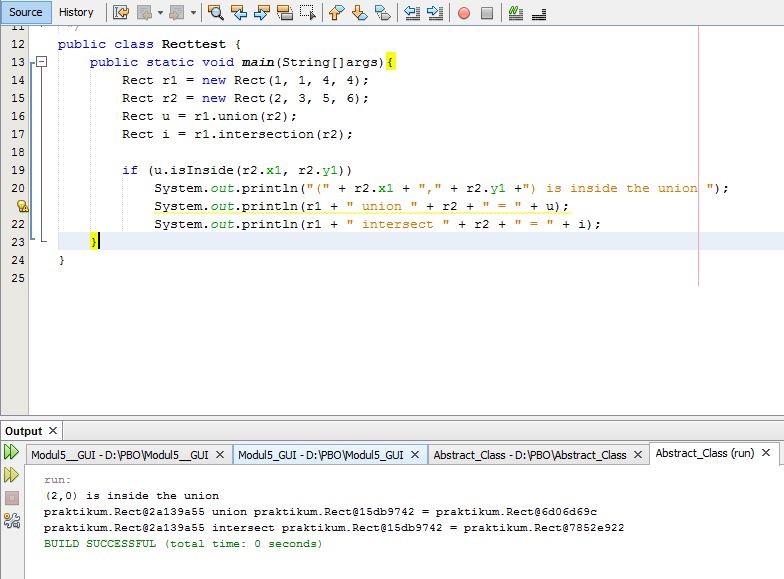 Source History
11 */
12 public class Recttest {
13 public static void main(String[]args){
14 Rect r1 = new Rect(1, 1, 4, 4);
15 Rect r2 = new Rect(2, 3, 5, 6);
16 Rect u = r1.union(r2);
17 Rect i = r1.intersection(r2);
18
19 if (u.isInside(r2.x1, r2.y1))
20 System.out.println("(" + r2.x1 + "," + r2.y1 +") is inside the union ");
System.out.println(r1 + " union " + r2 + " = " + u);
22 System.out.println(r1 + " intersect " + r2 + " = " + i);
23 }
24 }
25
Output
Modul5__GUI - D:\PBO\Modul5__GUI Modul5_GUI - D:\PBO\Modul5_GUI Abstract_Class - D:\PBO\Abstract_Class Abstract_Class (run)
run:
(2,0) is inside the union
praktikum.Rect@2a139a55 union praktikum.Rect@15db9742 = praktikum.Rect@6d06d69c
praktikum.Rect@2a139a55 intersect praktikum.Rect@15db9742 = praktikum.Rect@7852e922
BUILD SUCCESSFUL (total time: 0 seconds)